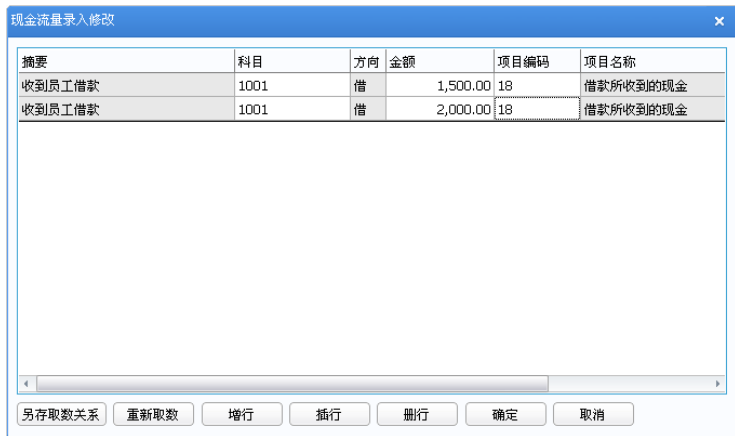 现金流量录入修改 ×
摘要 科目 方向 金额 项目编码 项目名称
收到员工借款 1001 借 1,500.00 18 借款所收到的现金
收到员工借款 1001 借 2,000.00 18 借款所收到的现金
另存取数关系 重新取数 增行 插行 删行 确定 取消